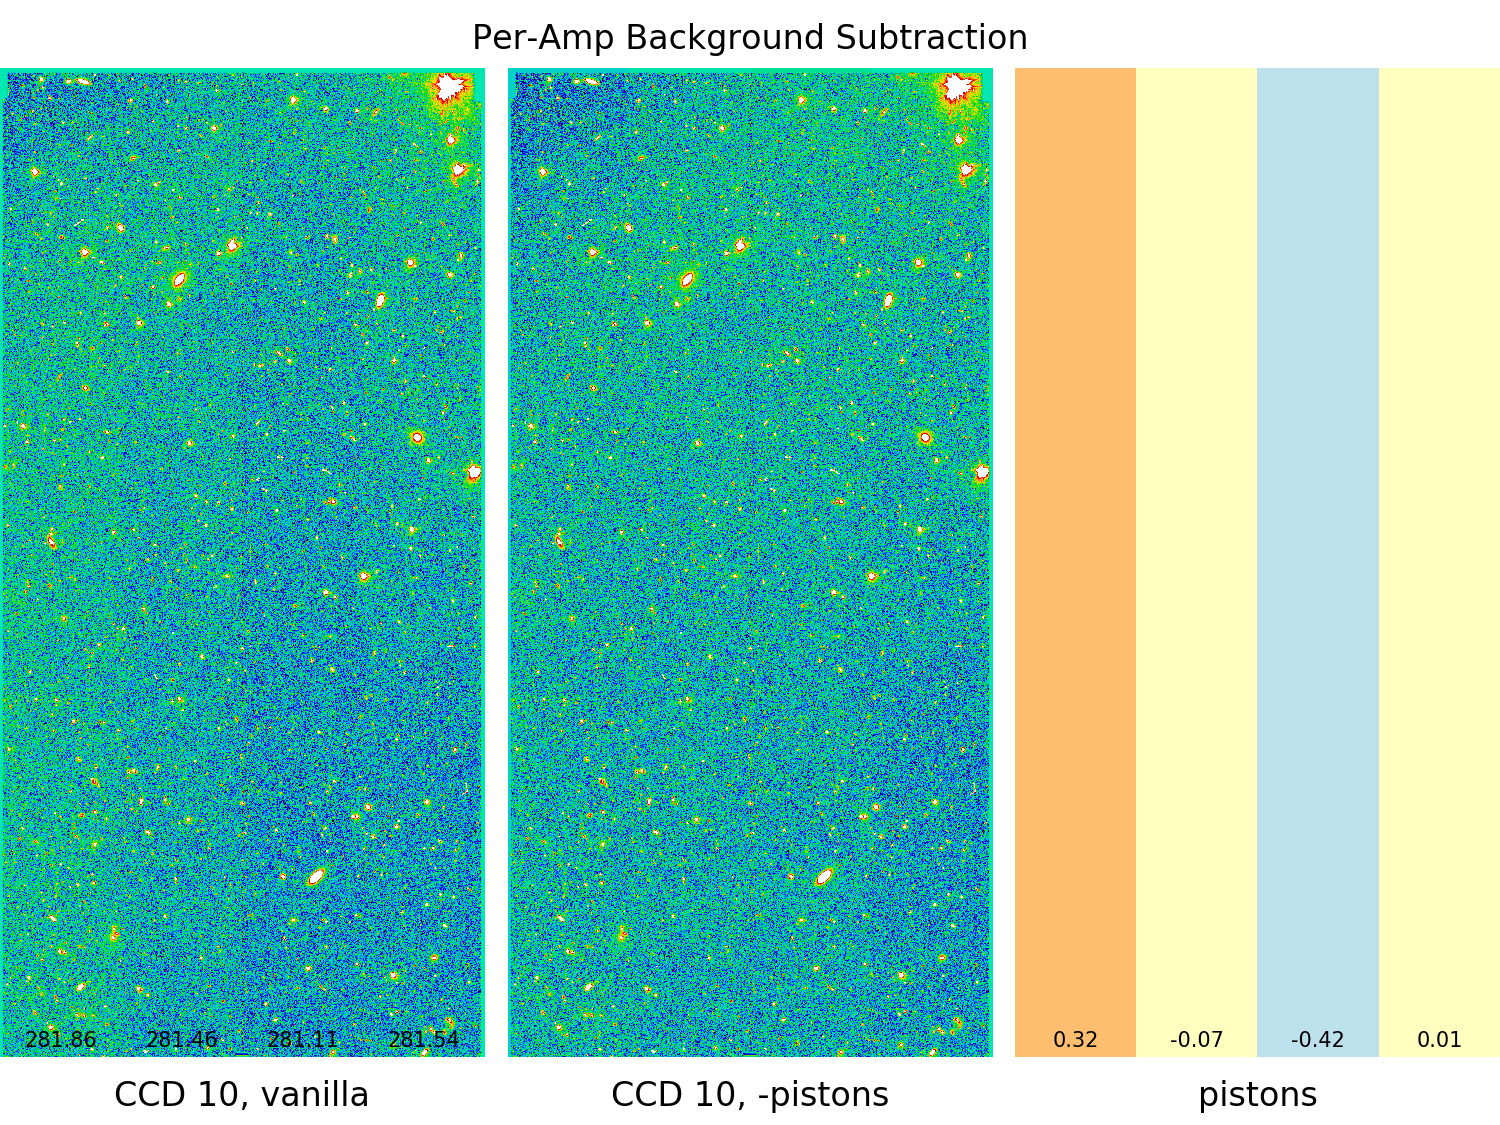 Per-Amp Background Subtraction
281.86 281.46 281.11 281.54
0.32 -0.07 -0.42 0.01
CCD 10, vanilla
CCD 10, -pistons
pistons